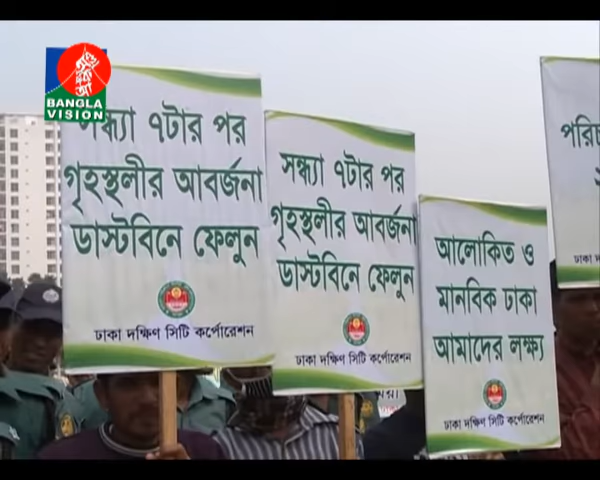 BANGLA
VISION
সন্ধ্যা ৭টার পর
গৃহস্থলীর আবর্জনা
ডাস্টবিনে ফেলুন
ঢাকা দক্ষিণ সিটি কর্পোরেশন
সন্ধ্যা ৭টার পর
গৃহস্থলীর আবর্জনা
ডাস্টবিনে ফেলুন
ঢাকা দক্ষিণ সিটি কর্পোরেশন
আলোকিত ও
মানবিক ঢাকা
আমাদের লক্ষ্য
ঢাকা দক্ষিণ সিটি কর্পোরেশন